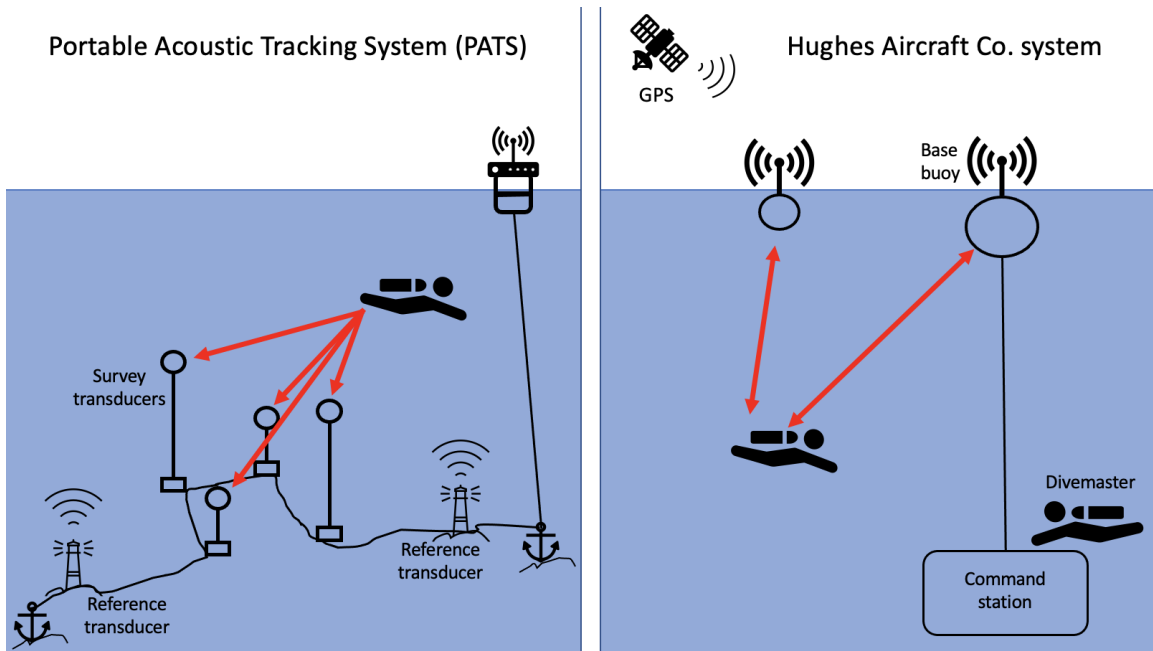 Portable Acoustic Tracking System (PATS)
Survey
transducers
Reference
transducer
Reference
transducer
Hughes Aircraft Co. system
GPS
Base
buoy
Divemaster
Command
station